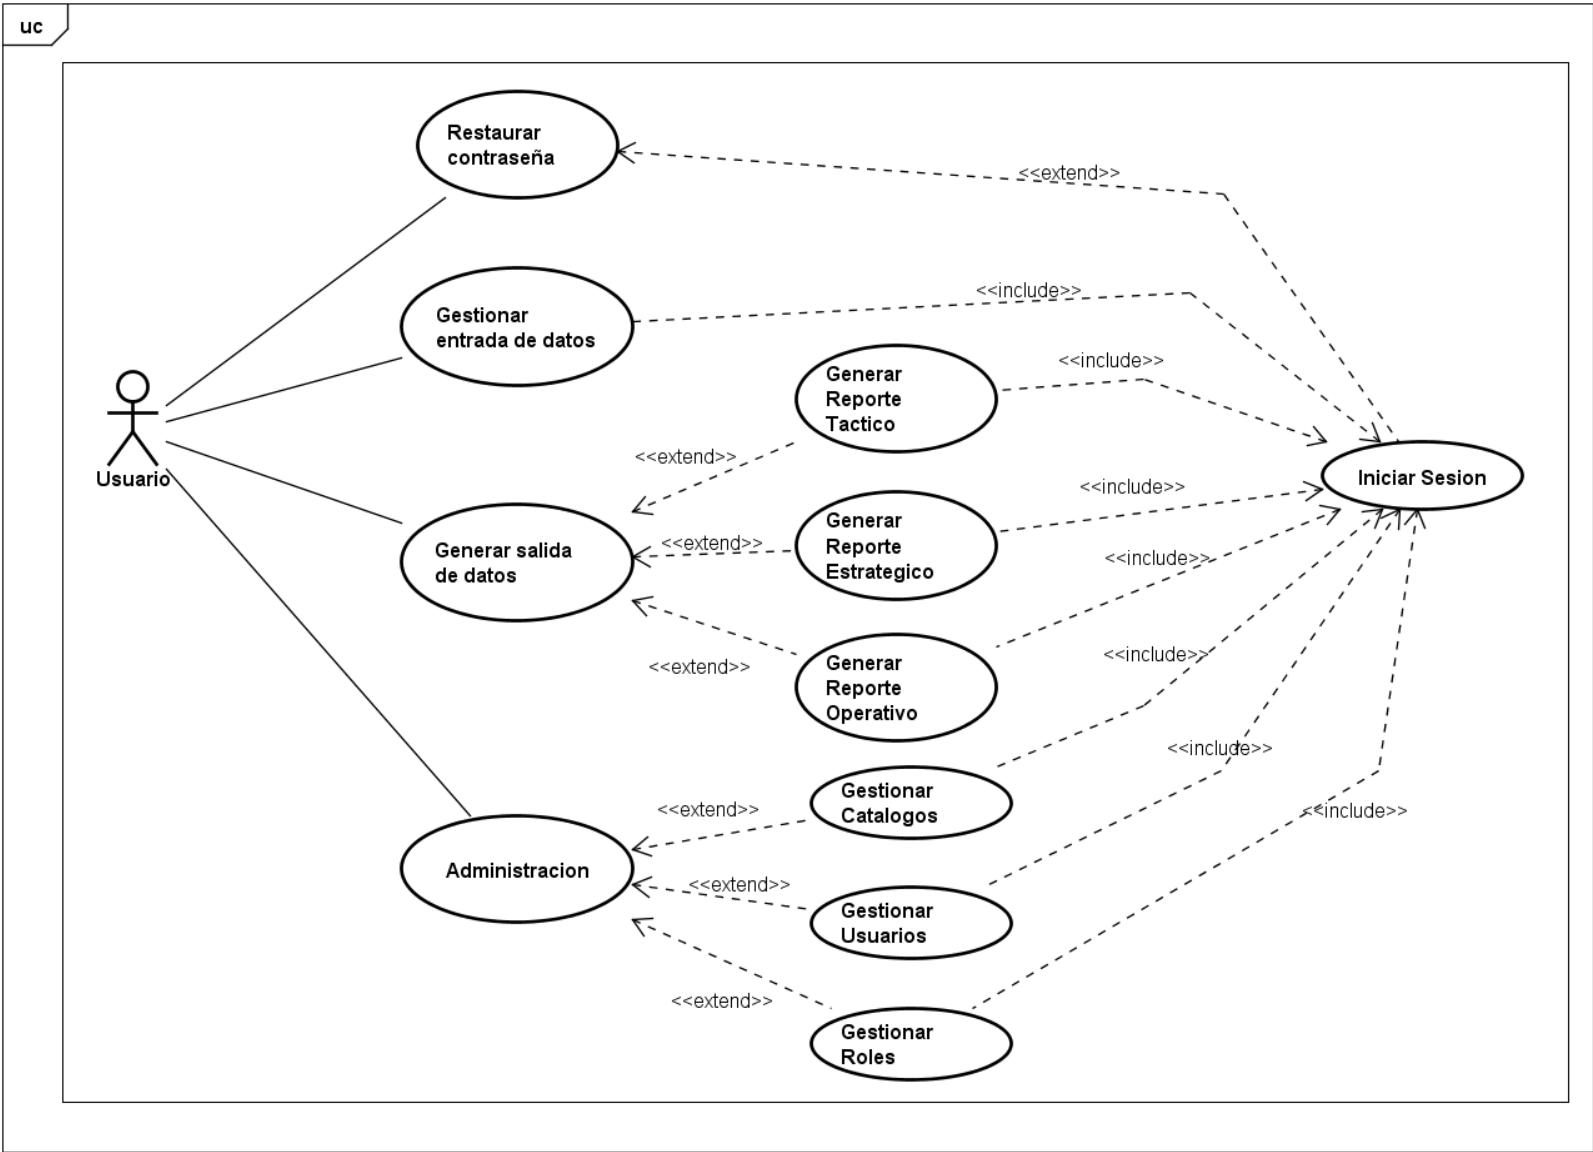 uc
Restaurar
contraseña
<<extend>>
Gestionar
entrada de datos
<<include>>
Generar
Reporte
Tactico
<<include>>
Usuario
<<extend>>
Iniciar Sesion
Generar salida
de datos
<<extend>>
Generar
Reporte
Estrategico
<<include>>
<<include>>
<<extend>>
Generar
Reporte
Operativo
<<include>>
<<extend>>
Gestionar
Catalogos
<<include>>
Administracion
<<extend>>
Gestionar
Usuarios
<<include>>
<<extend>>
Gestionar
Roles